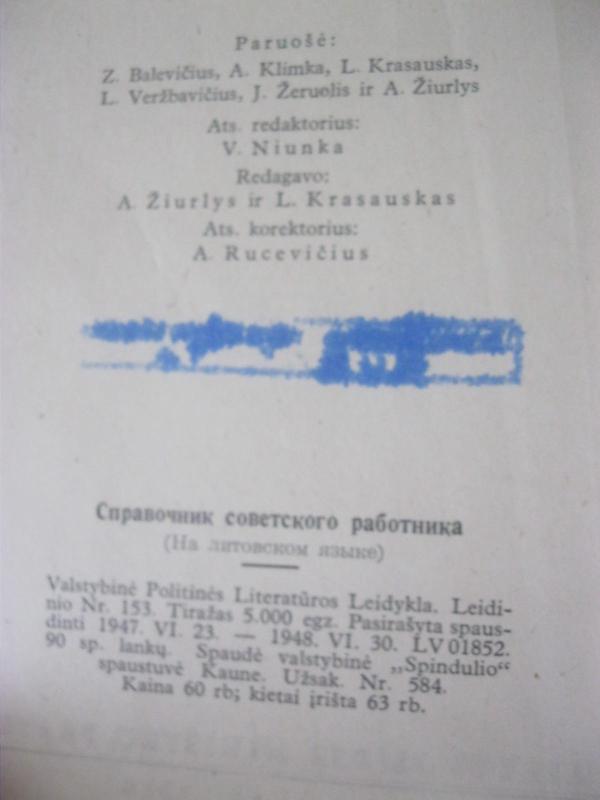 Paruošė:
Z. Balevičius, A. Klimka, L. Krasauskas,
L. Veržbavičius, J. Žeruolis ir A. Žiurlys
Ats. redaktorius:
V. Niunka
Redagavo:
A. Žiurlys ir L. Krasauskas
Ats. korektorius:
A. Rucevičius
Справочник советского работника
(На литовском языке)
Valstybinė Politinės Literatūros Leidykla. Leidi-
nio Nr. 153. Tiražas 5.000 egz. Pasirašyta spaus-
dinti 1947. VI. 23. — 1948. VI. 30. LV 01852.
90 sp. lankų. Spaudė valstybinė „Spindulio“
spaustuvė Kaune. Užsak. Nr. 584.
Kaina 60 rb; kietai įrišta 63 rb.